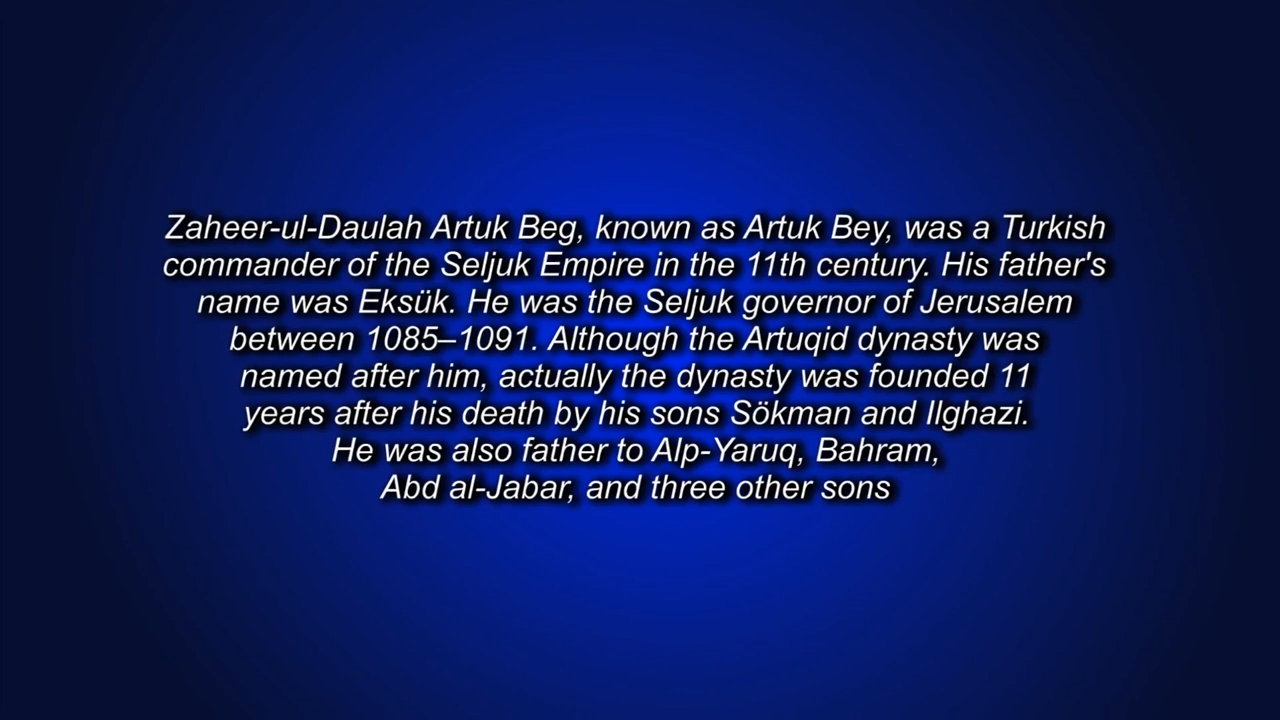 Zaheer-ul-Daulah Artuk Beg, known as Artuk Bey, was a Turkish
commander of the Seljuk Empire in the 11th century. His father's
name was Eksük. He was the Seljuk governor of Jerusalem
between 1085–1091. Although the Artuqid dynasty was
named after him, actually the dynasty was founded 11
years after his death by his sons Sökman and Ilghazi.
He was also father to Alp-Yaruq, Bahram,
Abd al-Jabar, and three other sons